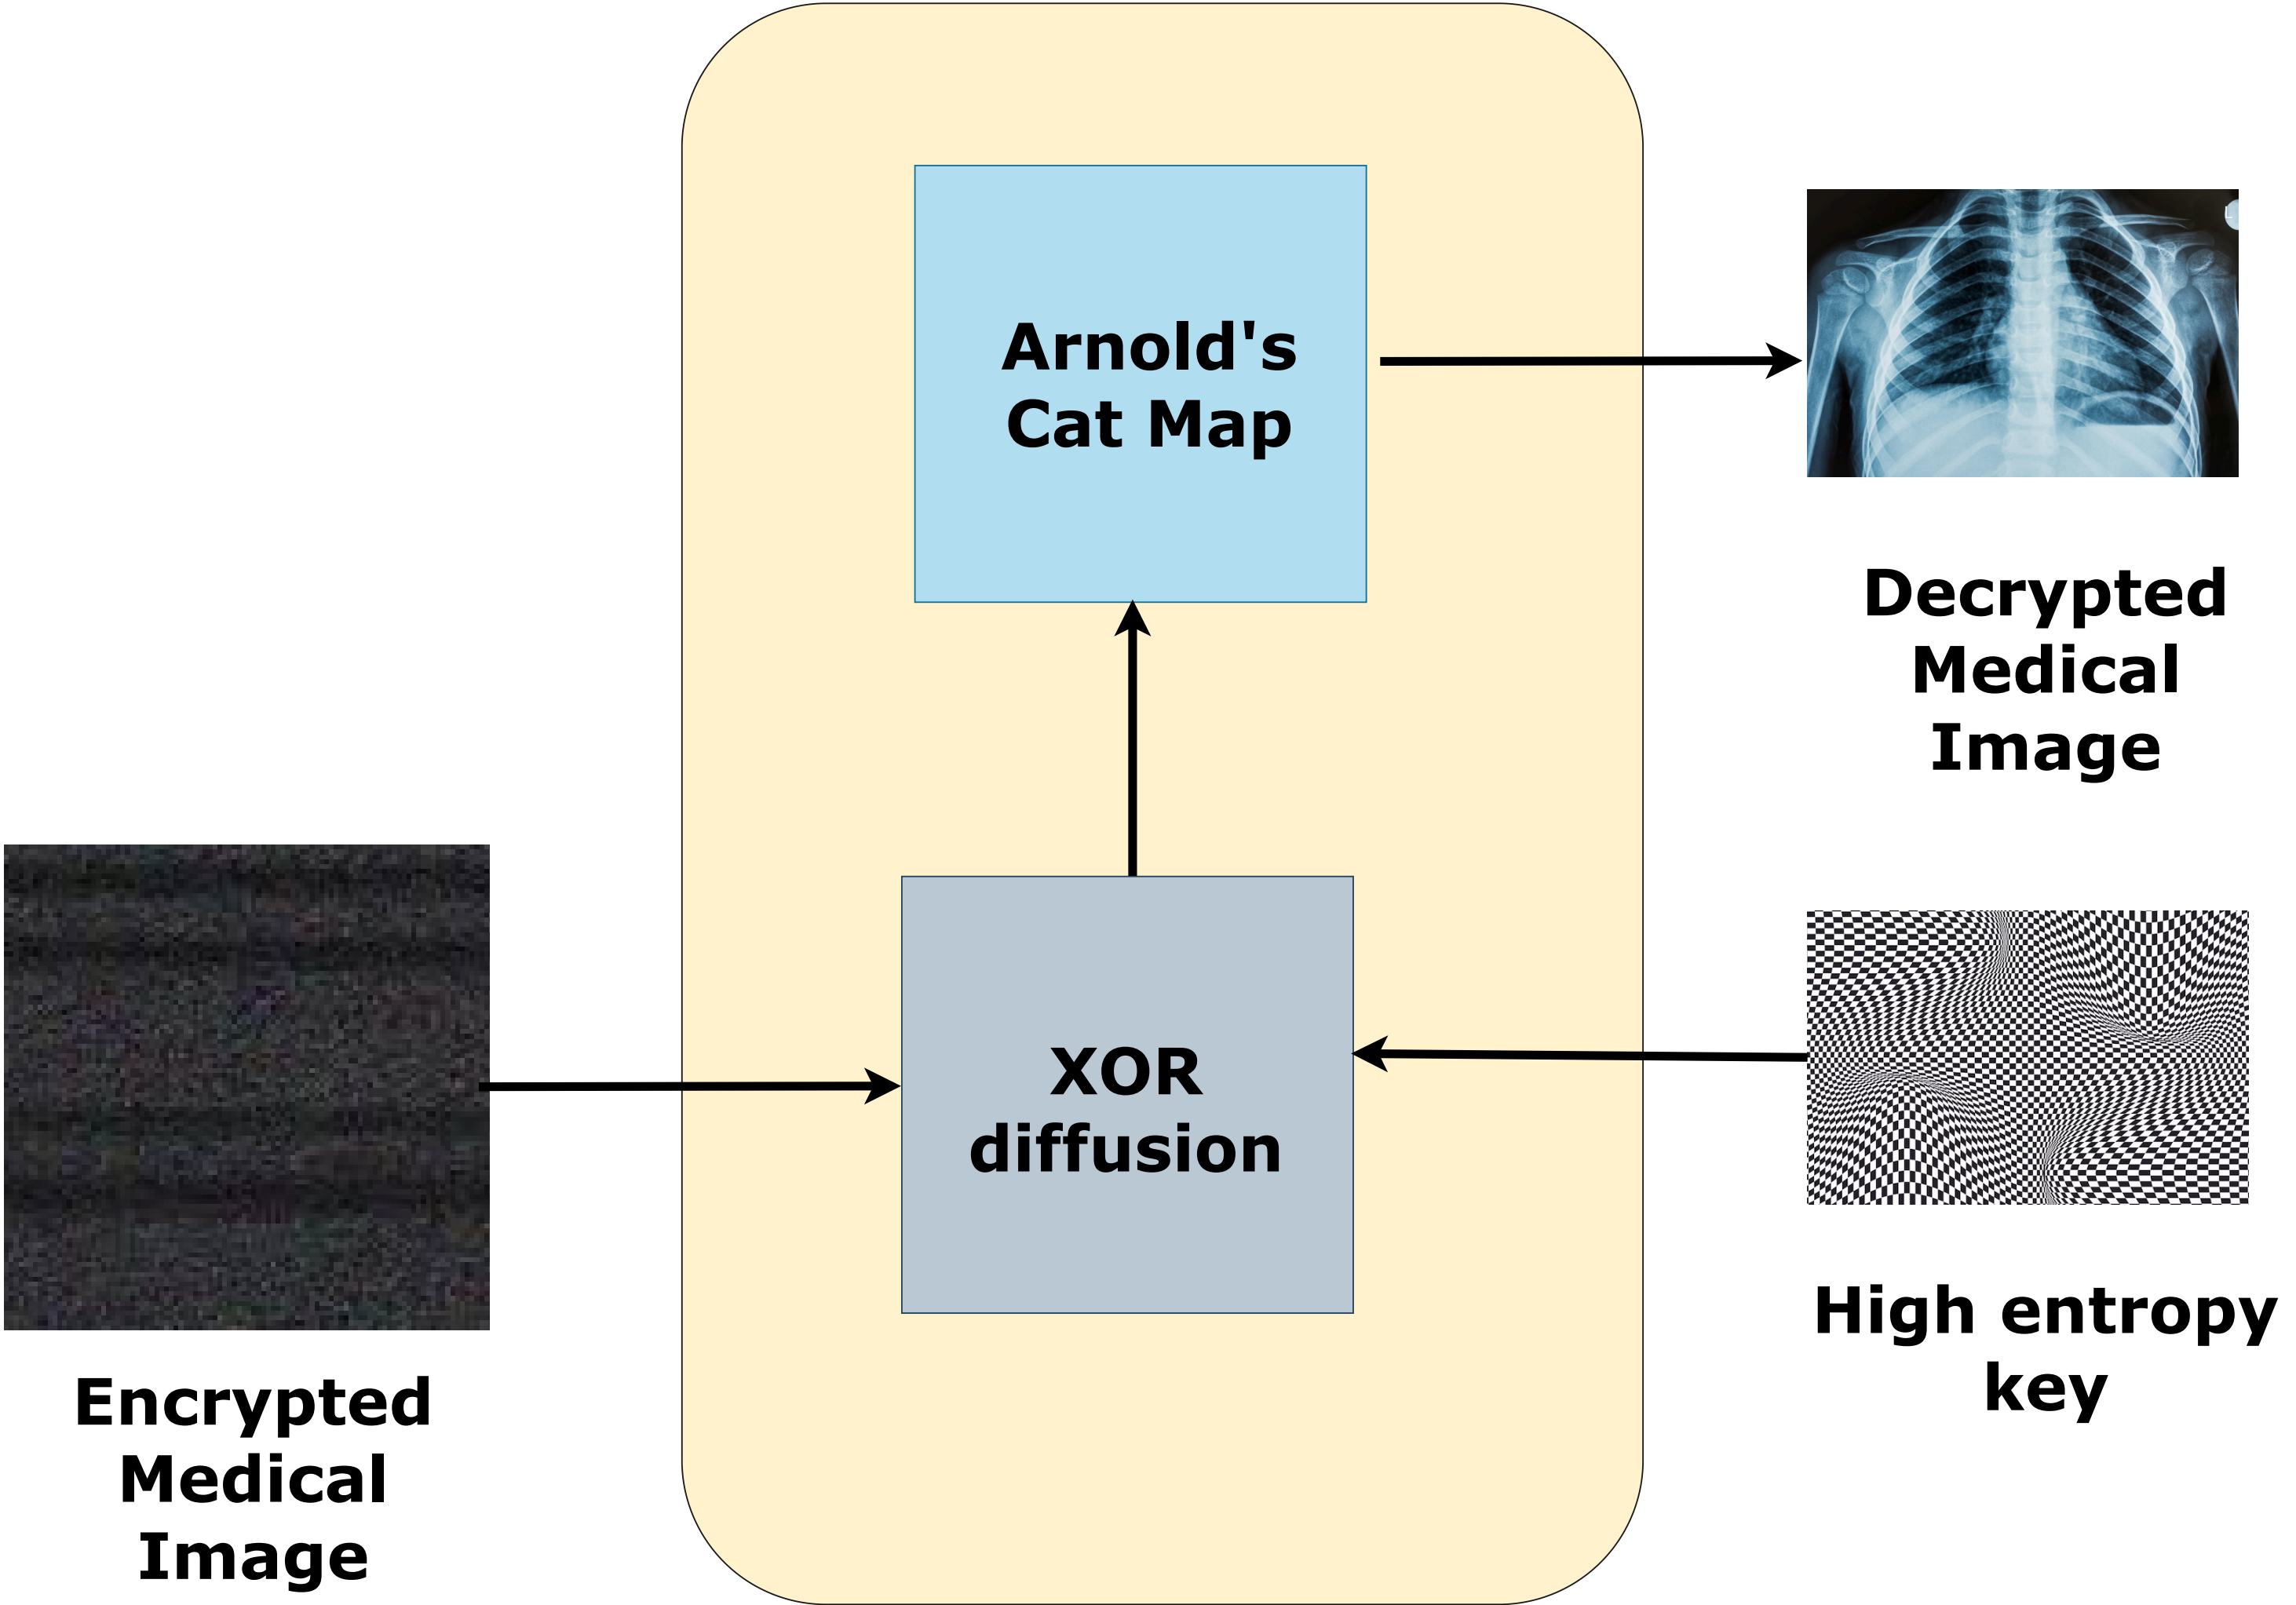 Arnold's
Cat Map
L
Decrypted
Medical
Image
XOR
diffusion
High entropy
key
Encrypted
Medical
Image